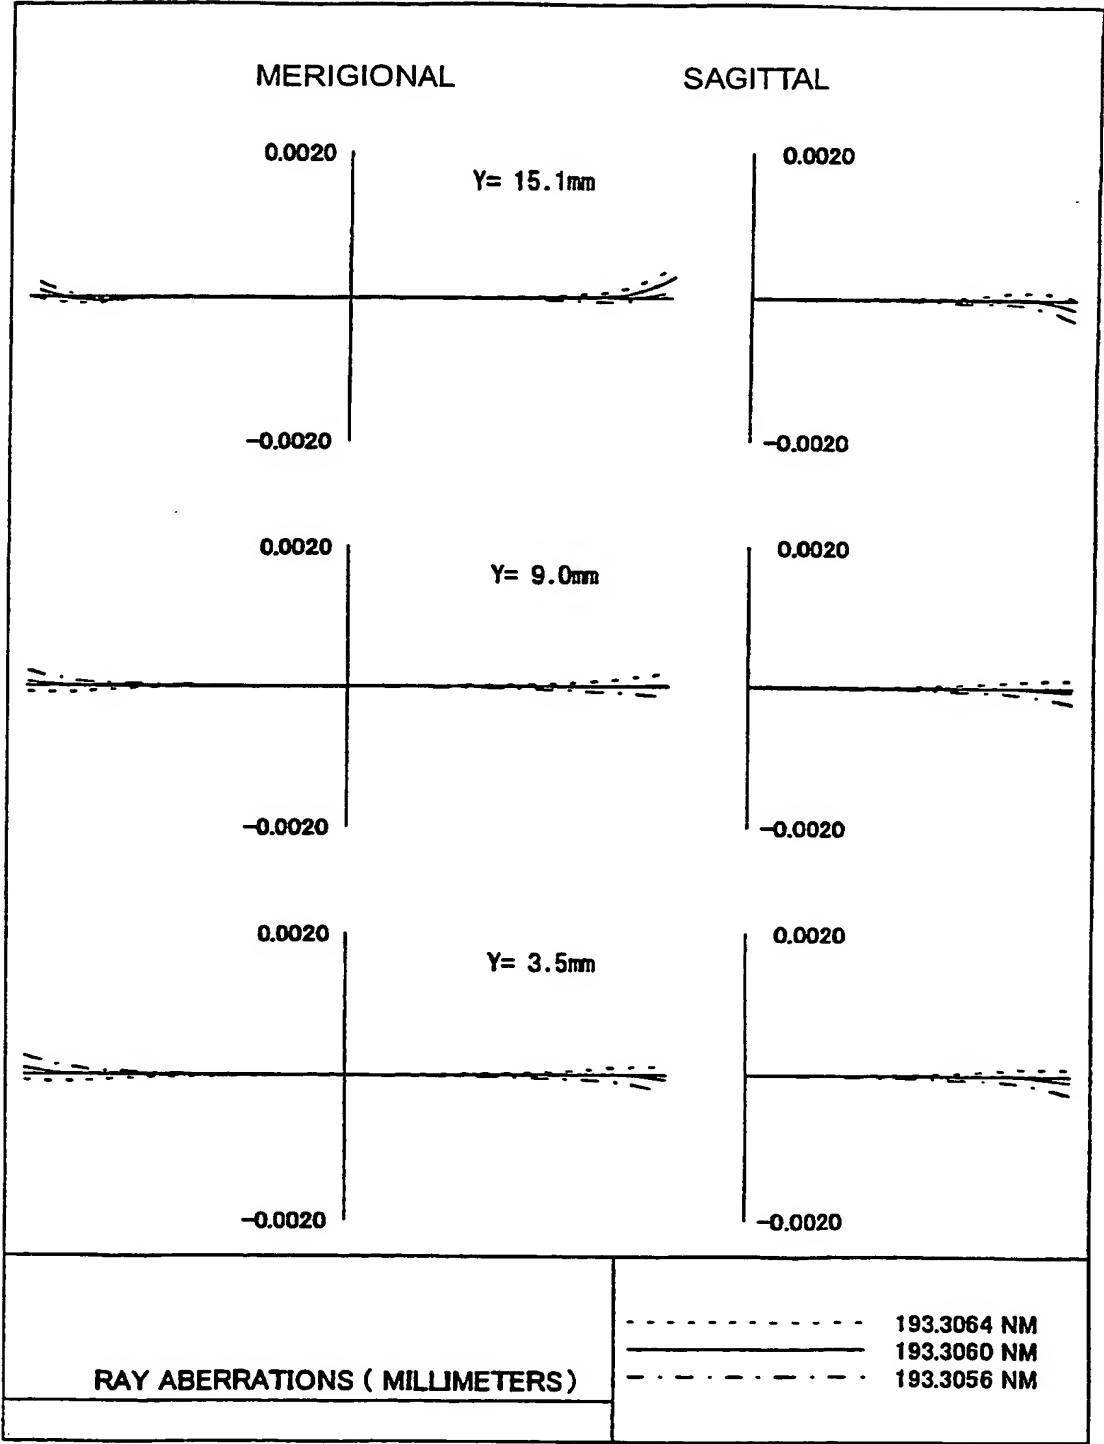 MERIGIONAL SAGITTAL
0.0020 0.0020
Y= 15.1mm
-0.0020 -0.0020
0.0020 0.0020
Y= 9.0mm
-0.0020 -0.0020
0.0020 0.0020
Y= 3.5mm
-0.0020 -0.0020
193.3064 NM
193.3060 NM
193.3056 NM
RAY ABERRATIONS ( MILLIMETERS )